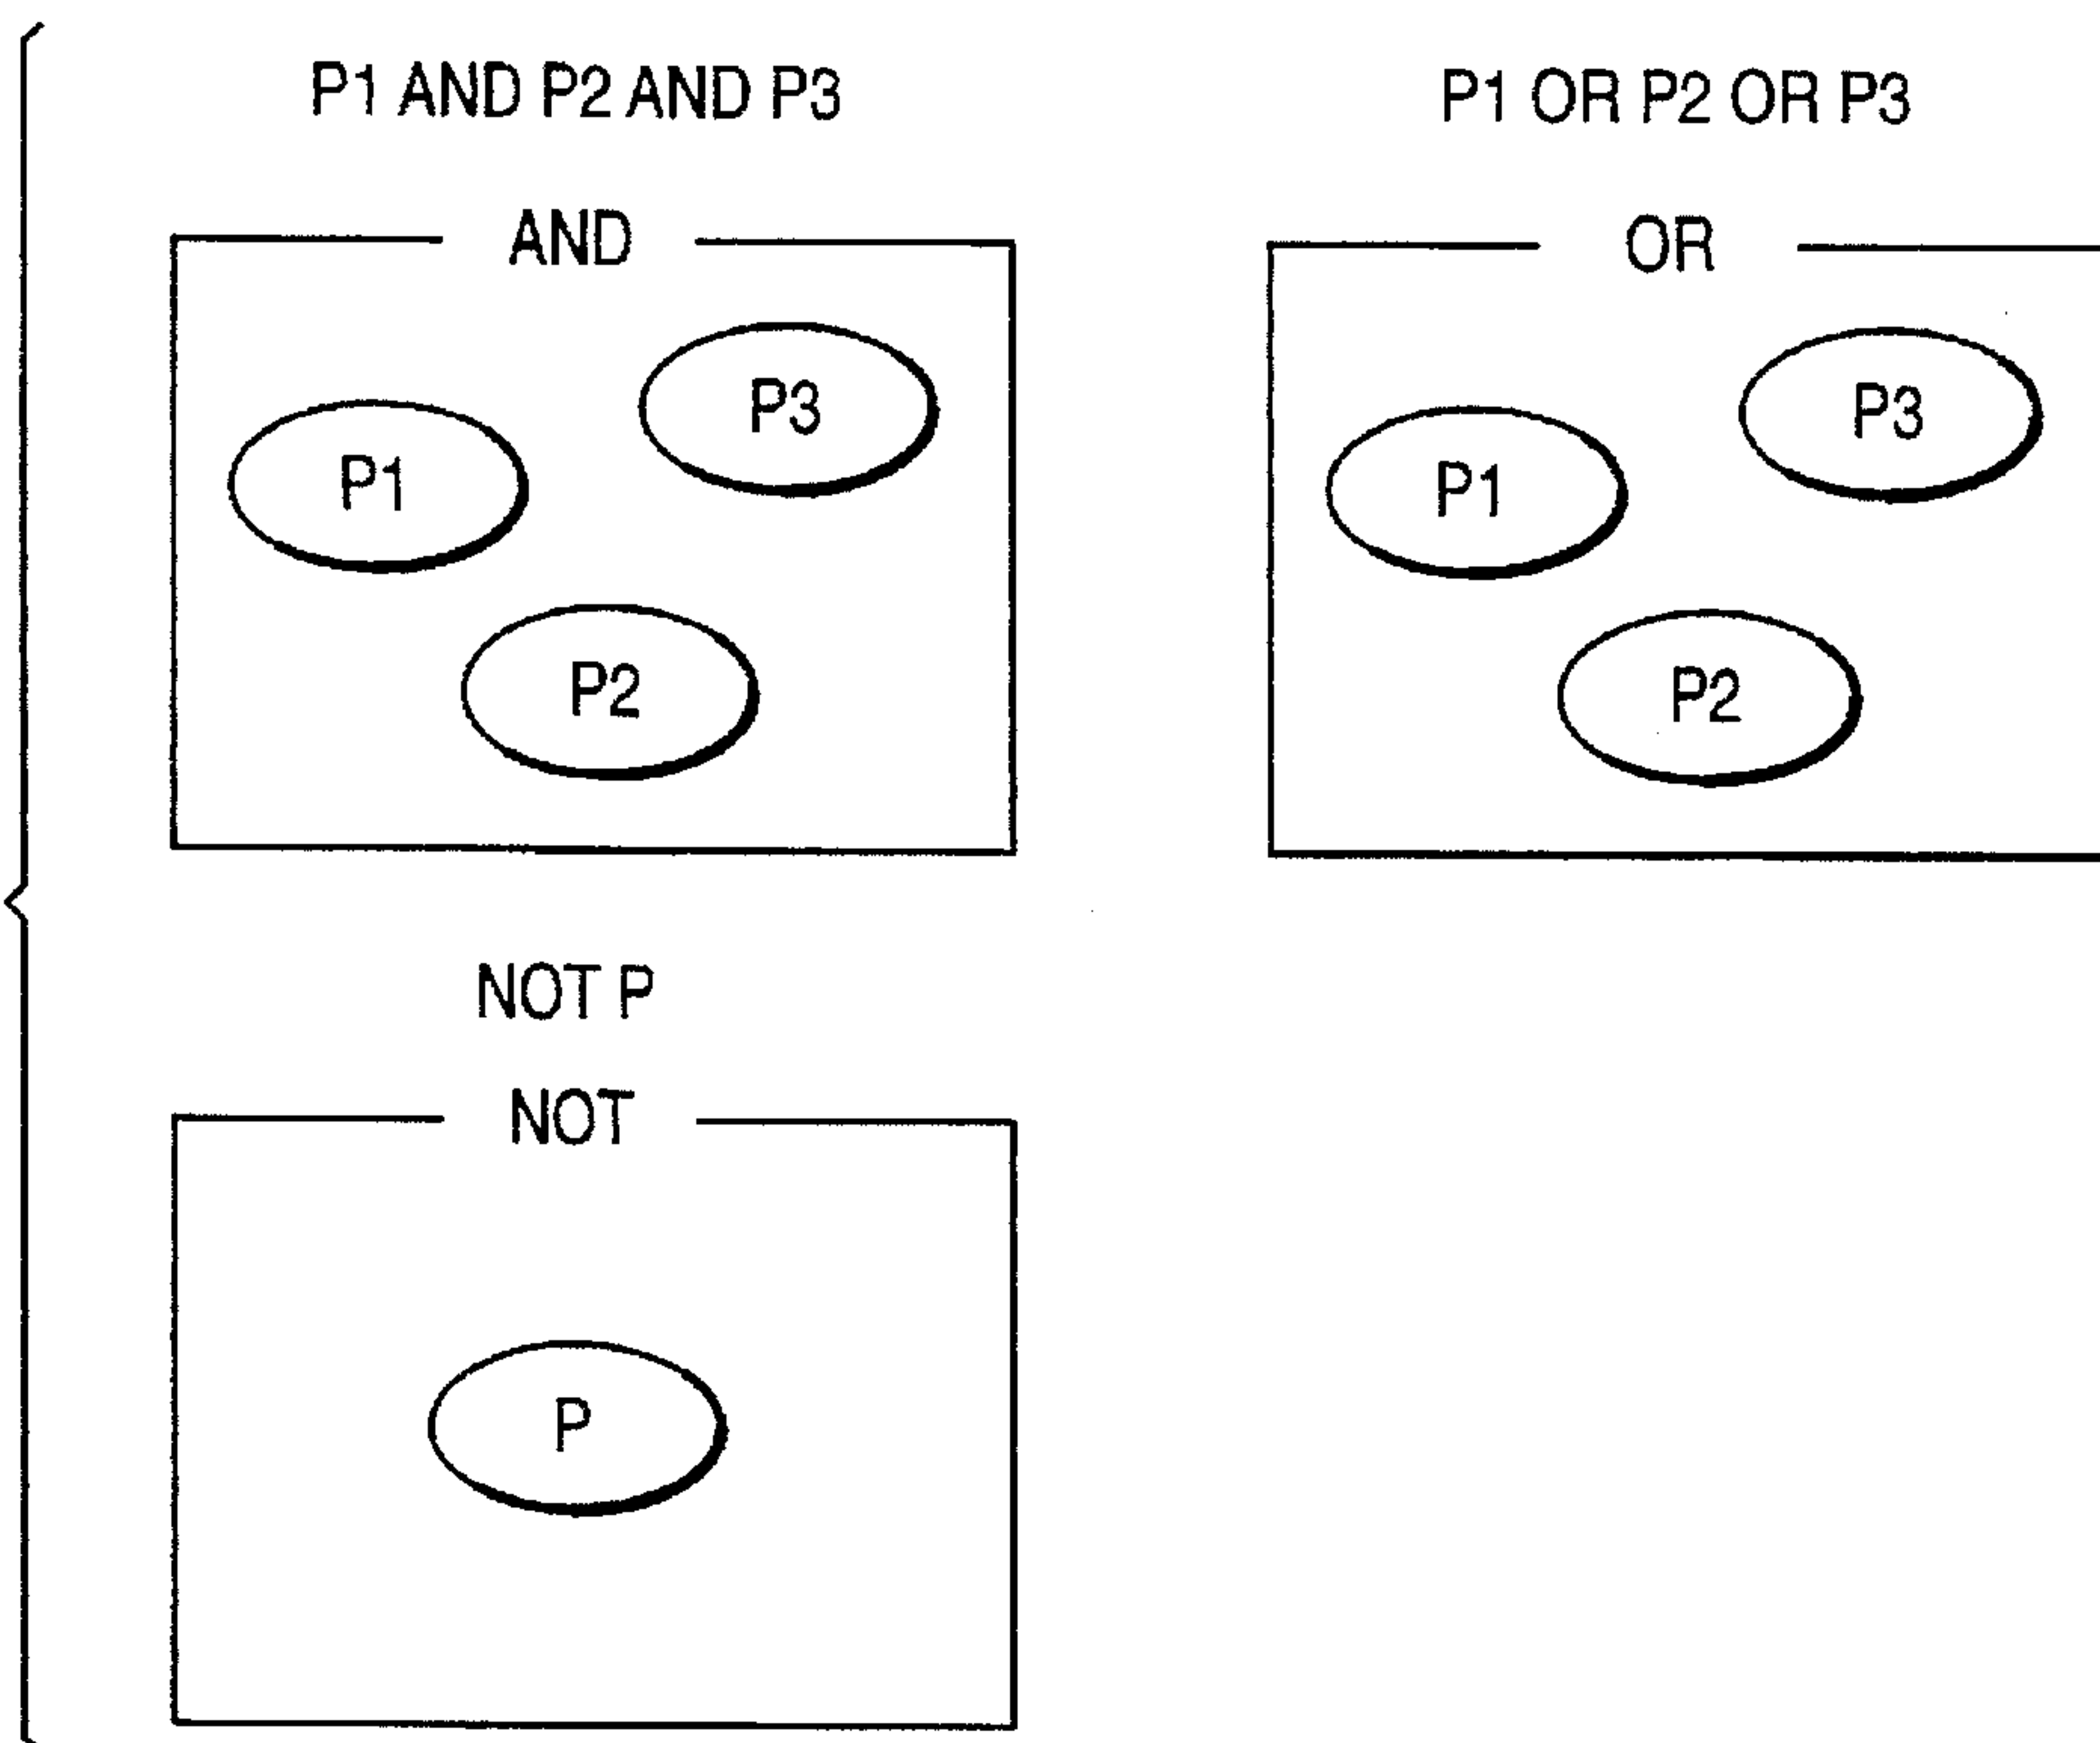 P1 AND P2 AND P3
AND
P3
P1
P2
P1 OR P2 OR P3
OR
P3
P1
P2
NOT P
NOT
P